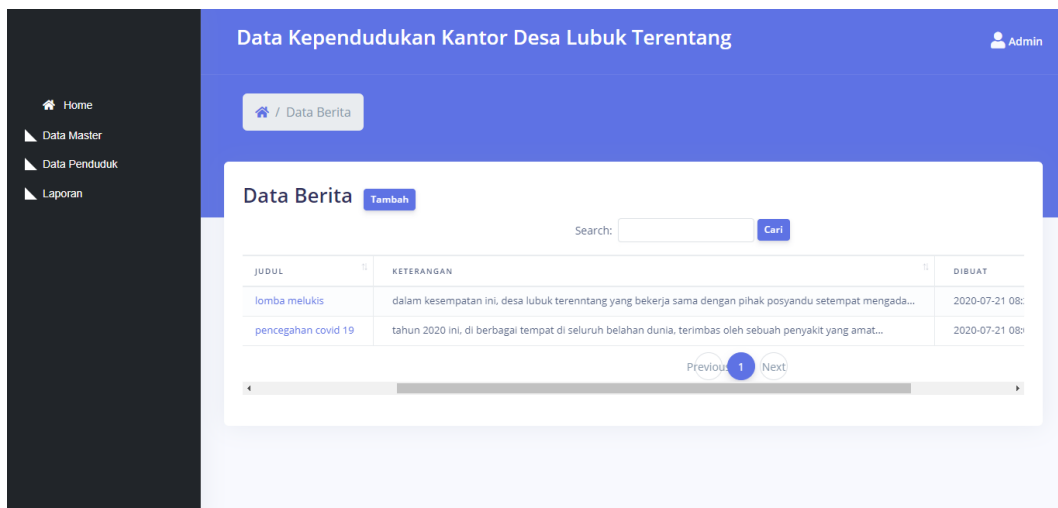 Data Kependudukan Kantor Desa Lubuk Terentang
Admin
Home
Data Master
Data Penduduk
Laporan
/ Data Berita
Data Berita Tambah
Search: Cari
JUDUL KETERANGAN DIBUAT
lomba melukis dalam kesempatan ini, desa lubuk terenntang yang bekerja sama dengan pihak posyandu setempat mengada... 2020-07-21 08:
pencegahan covid 19 tahun 2020 ini, di berbagai tempat di seluruh belahan dunia, terimbas oleh sebuah penyakit yang amat... 2020-07-21 08:
Previous 1 Next